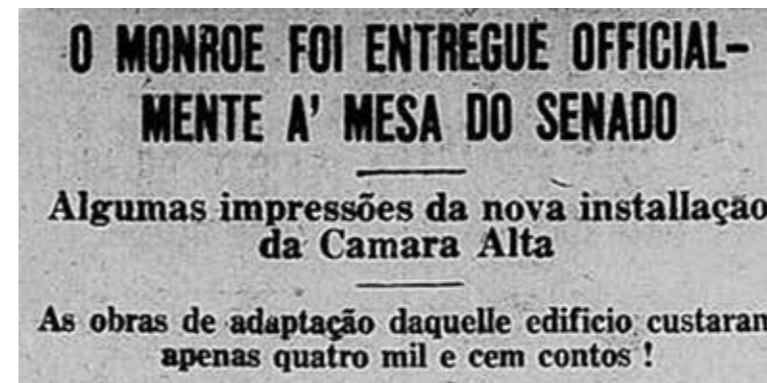 O MONROE FOI ENTREGUE OFFICIAL-
MENTE A' MESA DO SENADO
Algumas impressões da nova installação
da Camara Alta
As obras de adaptação daquelle edificio custaram
apenas quatro mil e cem contos !